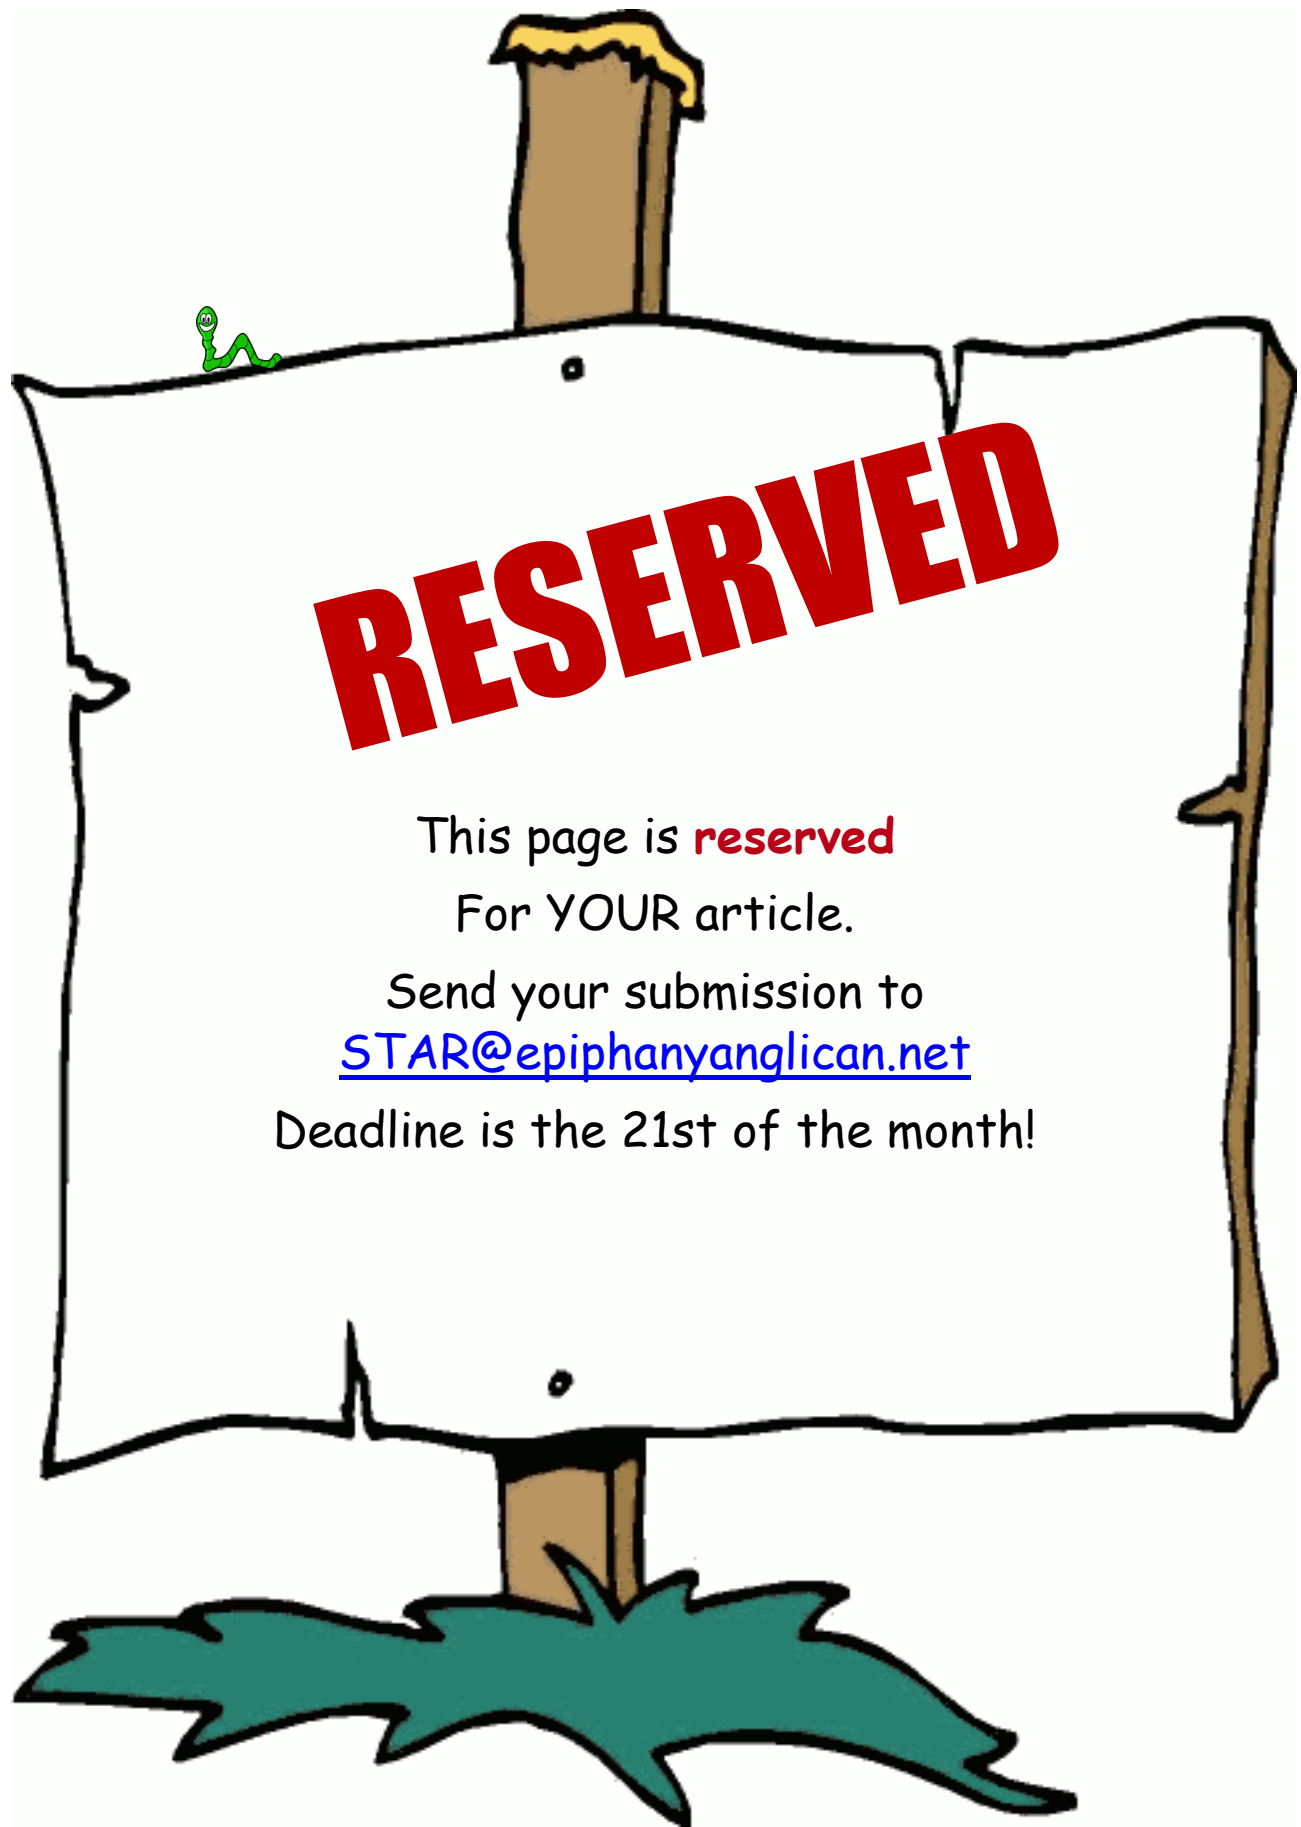 RESERVED
This page is reserved
For YOUR article.
Send your submission to
STAR@epiphanyanglican.net
Deadline is the 21st of the month!